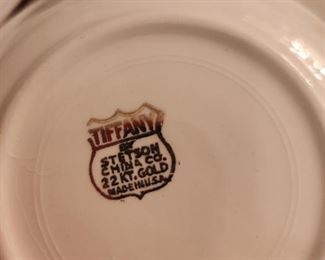 TIFFANY
BY
STETSON
CHINA CO.
22 KT. GOLD
MADE IN U.S.A.